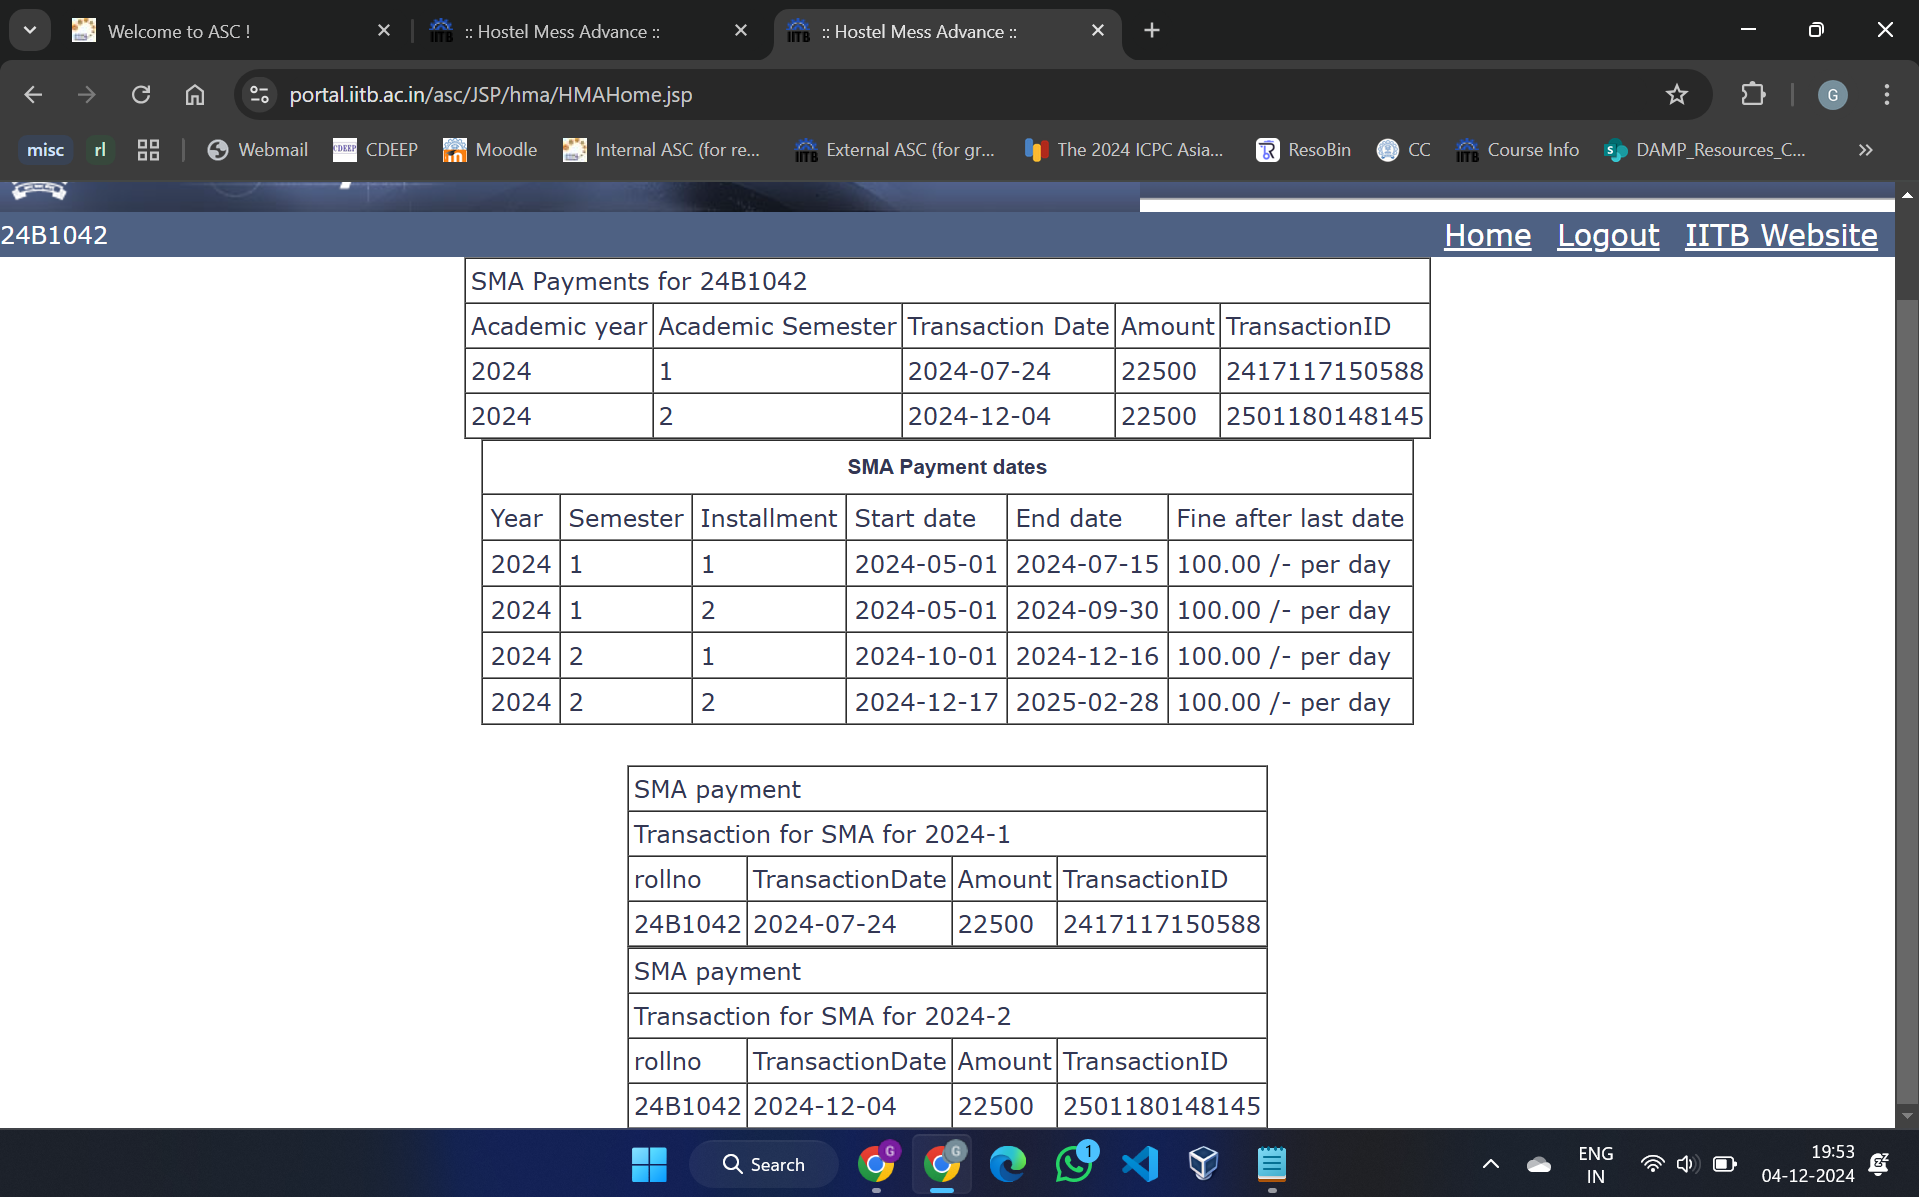 Welcome to ASC !
:: Hostel Mess Advance ::
:: Hostel Mess Advance ::
portal.iitb.ac.in/asc/JSP/hma/HMAHome.jsp
G
misc
rl
Webmail
CDEEP
CDEEP
Moodle
Internal ASC (for re...
External ASC (for gr...
The 2024 ICPC Asia...
ResoBin
CC
Course Info
DAMP_Resources_C...
24B1042
Home Logout IITB Website
SMA Payments for 24B1042
Academic year Academic Semester Transaction Date Amount TransactionID
2024 1 2024-07-24 22500 2417117150588
2024 2 2024-12-04 22500 2501180148145
SMA Payment dates
Year Semester Installment Start date End date Fine after last date
2024 1 1 2024-05-01 2024-07-15 100.00 /- per day
2024 1 2 2024-05-01 2024-09-30 100.00 /- per day
2024 2 1 2024-10-01 2024-12-16 100.00 /- per day
2024 2 2 2024-12-17 2025-02-28 100.00 /- per day
SMA payment
Transaction for SMA for 2024-1
rollno TransactionDate Amount TransactionID
24B1042 2024-07-24 22500 2417117150588
SMA payment
Transaction for SMA for 2024-2
rollno TransactionDate Amount TransactionID
24B1042 2024-12-04 22500 2501180148145
Search
G
G
1
ENG
IN
19:53
04-12-2024